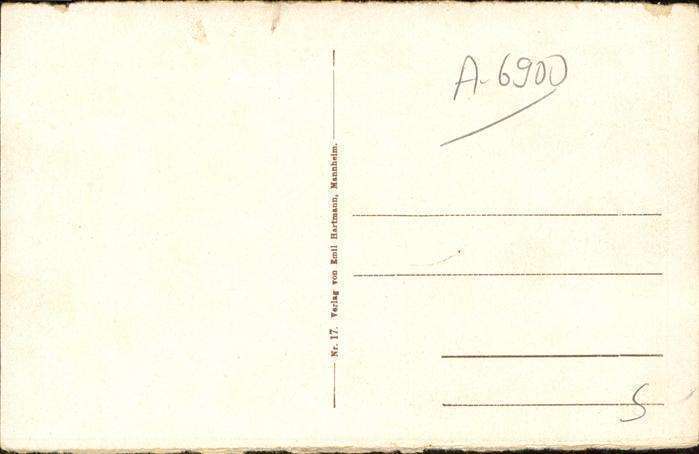 A-6900
Nr. 17. Verlag von Emil Hartmann, Mannheim.
S